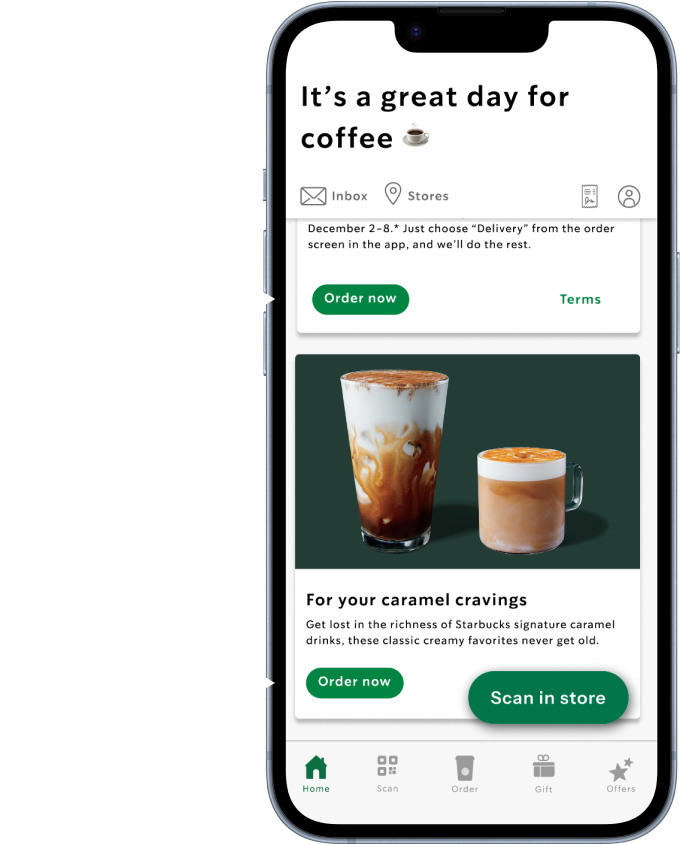 It's a great day for
coffee
Inbox
Stores
December 2–8.* Just choose “Delivery” from the order
screen in the app, and we'll do the rest.
Order now
Terms
For your caramel cravings
Get lost in the richness of Starbucks signature caramel
drinks, these classic creamy favorites never get old.
Order now
Scan in store
Home
Scan
Order
Gift
Offers